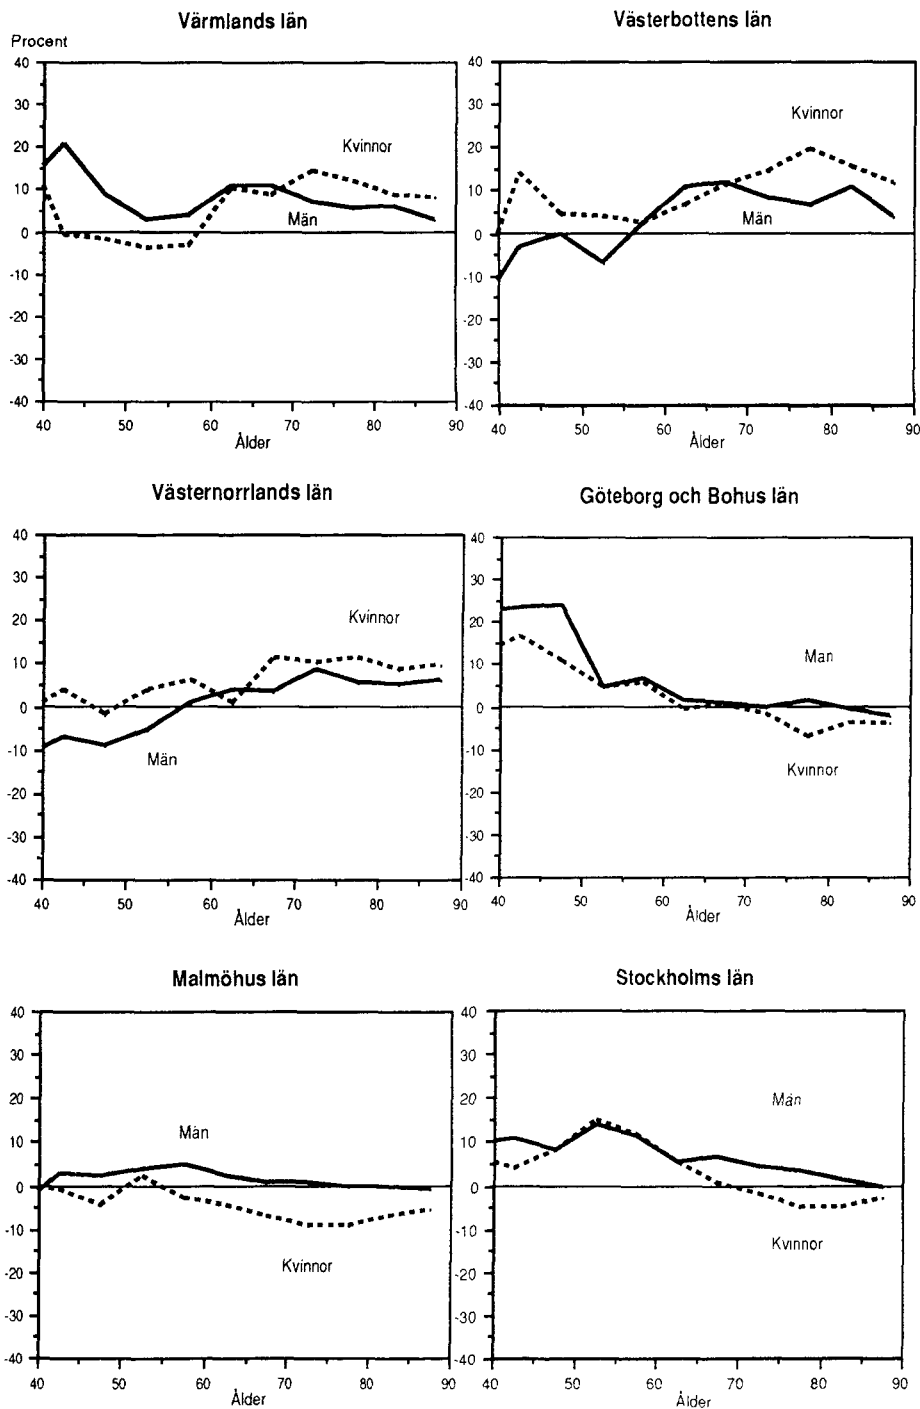 Värmlands län
Procent
40
30
20
10
0
-10
-20
-30
-40
Kvinnor
Män
40 50 60 70 80 90
Ålder
Västerbottens län
40
30
20
10
0
-10
-20
-30
-40
Kvinnor
Män
40 50 60 70 80 90
Ålder
Västernorrlands län
40
30
20
10
0
-10
-20
-30
-40
Kvinnor
Män
40 50 60 70 80 90
Ålder
Göteborg och Bohus län
40
30
20
10
0
-10
-20
-30
-40
Män
Kvinnor
40 50 60 70 80 90
Ålder
Malmöhus län
40
30
20
10
0
-10
-20
-30
-40
Män
Kvinnor
40 50 60 70 80 90
Ålder
Stockholms län
40
30
20
10
0
-10
-20
-30
-40
Män
Kvinnor
40 50 60 70 80 90
Ålder